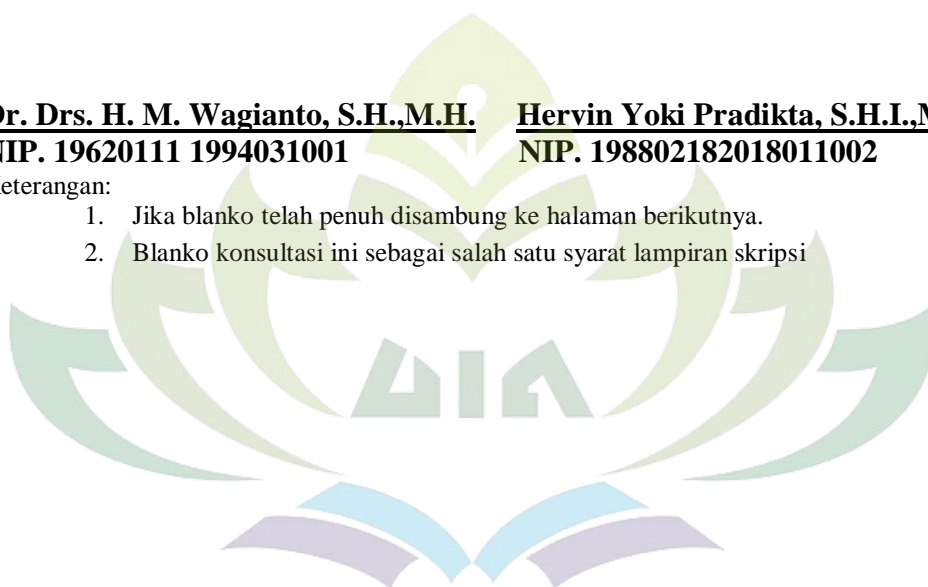 Dr. Drs. H. M. Wagianto, S.H.,M.H. Hervin Yoki Pradikta, S.H.I.,M
NIP. 19620111 1994031001 NIP. 198802182018011002
Keterangan:
1. Jika blanko telah penuh disambung ke halaman berikutnya.
2. Blanko konsultasi ini sebagai salah satu syarat lampiran skripsi
UIN